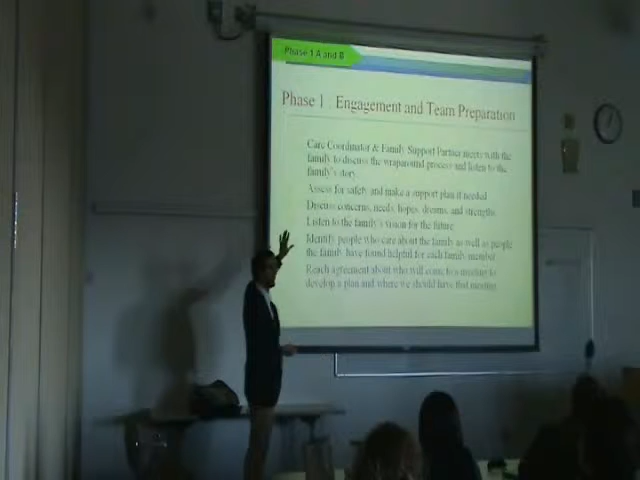 Phase 1 A and B
Phase 1 : Engagement and Team Preparation
Care Coordinator & Family Support Partner meets with the
family to discuss the wraparound process and listen to the
family's story
Assess for safety and make a support plan if needed
Discuss concerns, needs, hopes, dreams, and strengths
Listen to the family's vision for the future
Identify people who care about the family as well as people
the family have found helpful for each family member
Reach agreement about who will come to a meeting to
develop a plan and where we should have that meeting